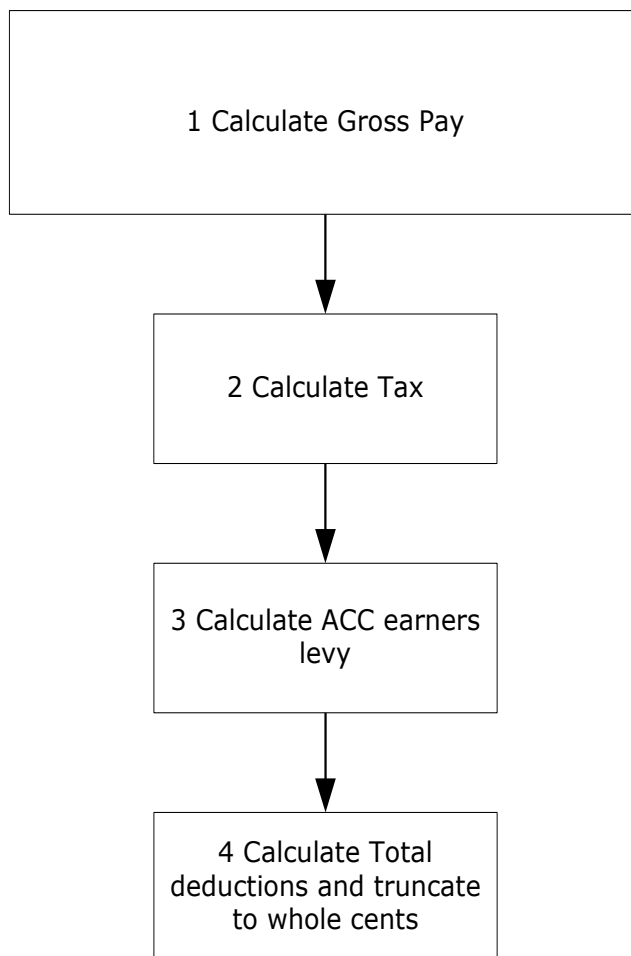 1 Calculate Gross Pay
2 Calculate Tax
3 Calculate ACC earners
levy
4 Calculate Total
deductions and truncate
to whole cents